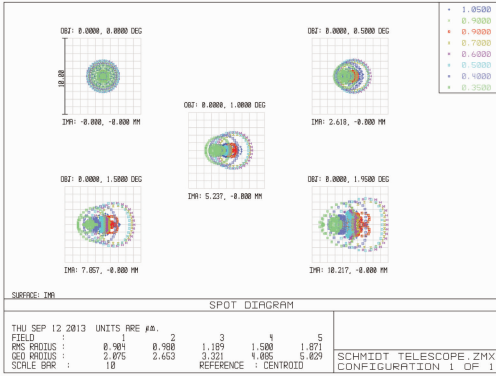 OBJ: 0.0000, 0.0000 DEG
OBJ: 0.0000, 0.5000 DEG
+ 1.0500
0.9000
0.9000
0.7000
0.6000
0.5000
0.4000
0.3500
10.00
IMA: -0.000, -0.000 MM
IMA: 2.618, -0.000 MM
OBJ: 0.0000, 1.0000 DEG
IMA: 5.237, -0.000 MM
OBJ: 0.0000, 1.5000 DEG
OBJ: 0.0000, 1.9500 DEG
IMA: 7.857, -0.000 MM
IMA: 10.217, -0.000 MM
SURFACE: IMA
SPOT DIAGRAM
THU SEP 12 2013 UNITS ARE µm.
FIELD : 1 2 3 4 5
RMS RADIUS : 0.904 0.980 1.189 1.500 1.871
GEO RADIUS : 2.075 2.653 3.321 4.085 5.029
SCALE BAR : 10 REFERENCE : CENTROID
SCHMIDT TELESCOPE.ZMX
CONFIGURATION 1 OF 1